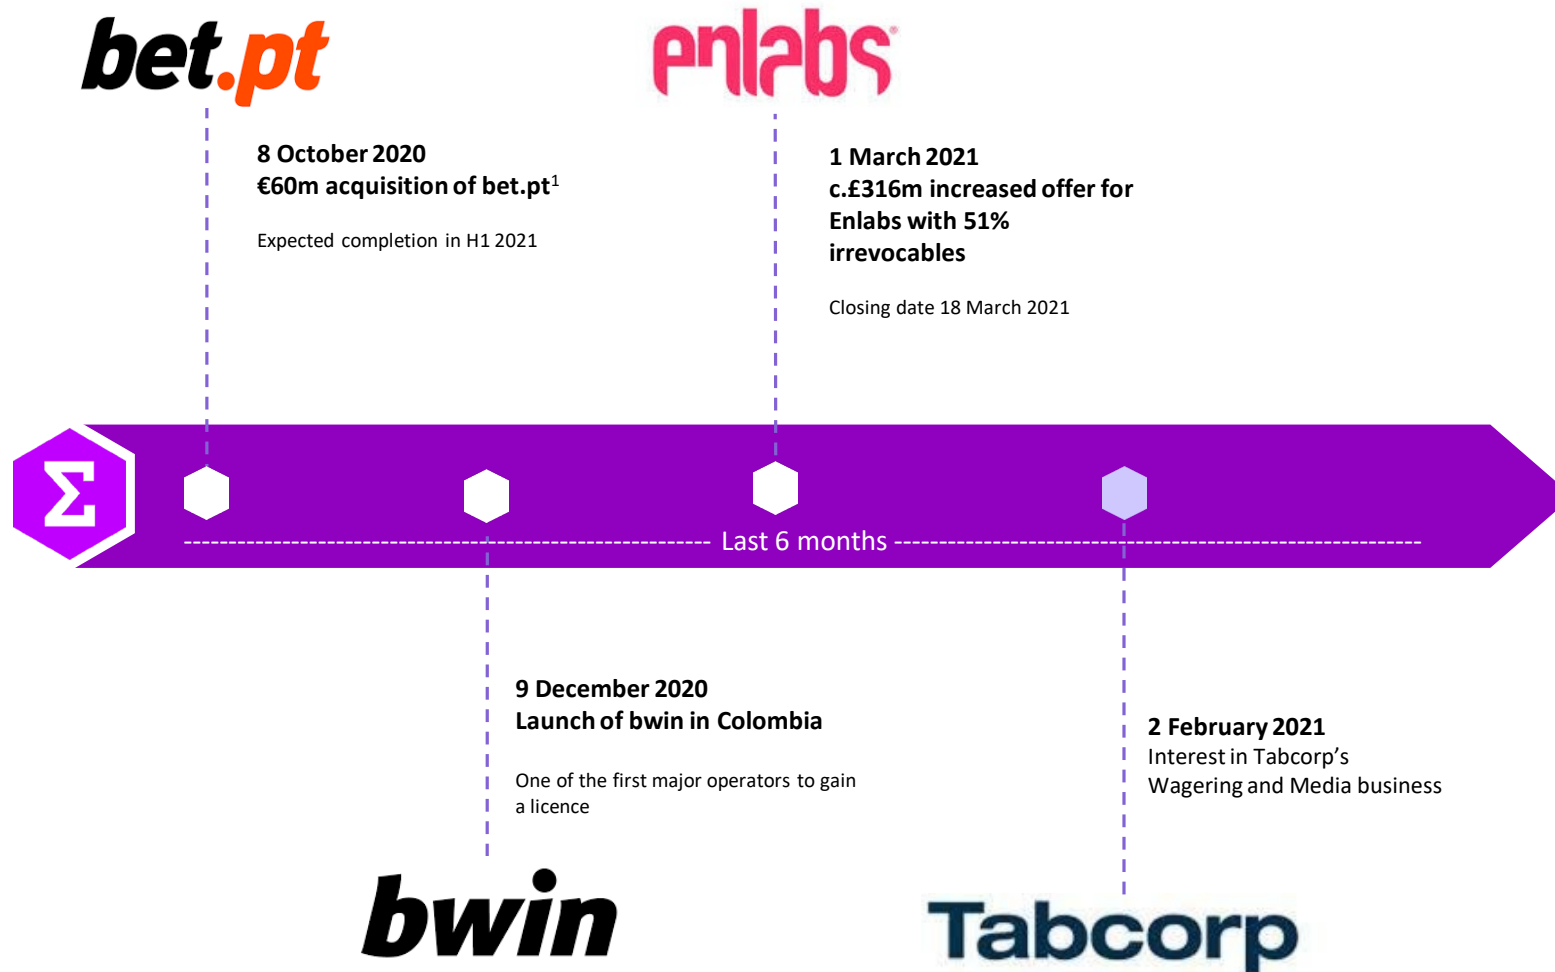 bet.pt
8 October 2020
€60m acquisition of bet.pt1
Expected completion in H1 2021
enlabs
1 March 2021
c.£316m increased offer for
Enlabs with 51%
irrevocables
Closing date 18 March 2021
Σ
Last 6 months
9 December 2020
Launch of bwin in Colombia
One of the first major operators to gain
a licence
bwin
2 February 2021
Interest in Tabcorp’s
Wagering and Media business
Tabcorp